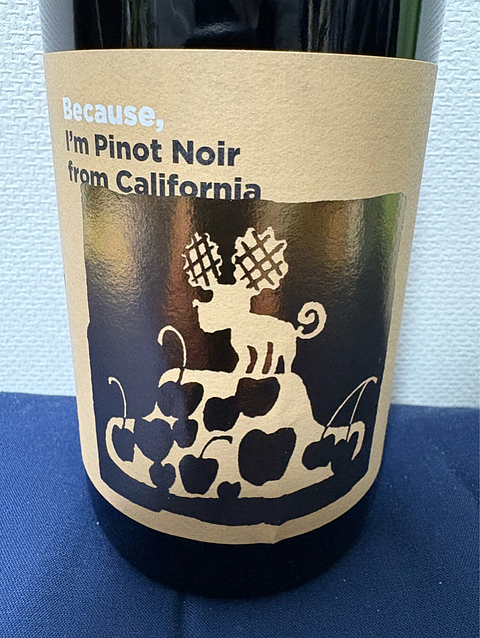 Because,
I'm Pinot Noir
from California